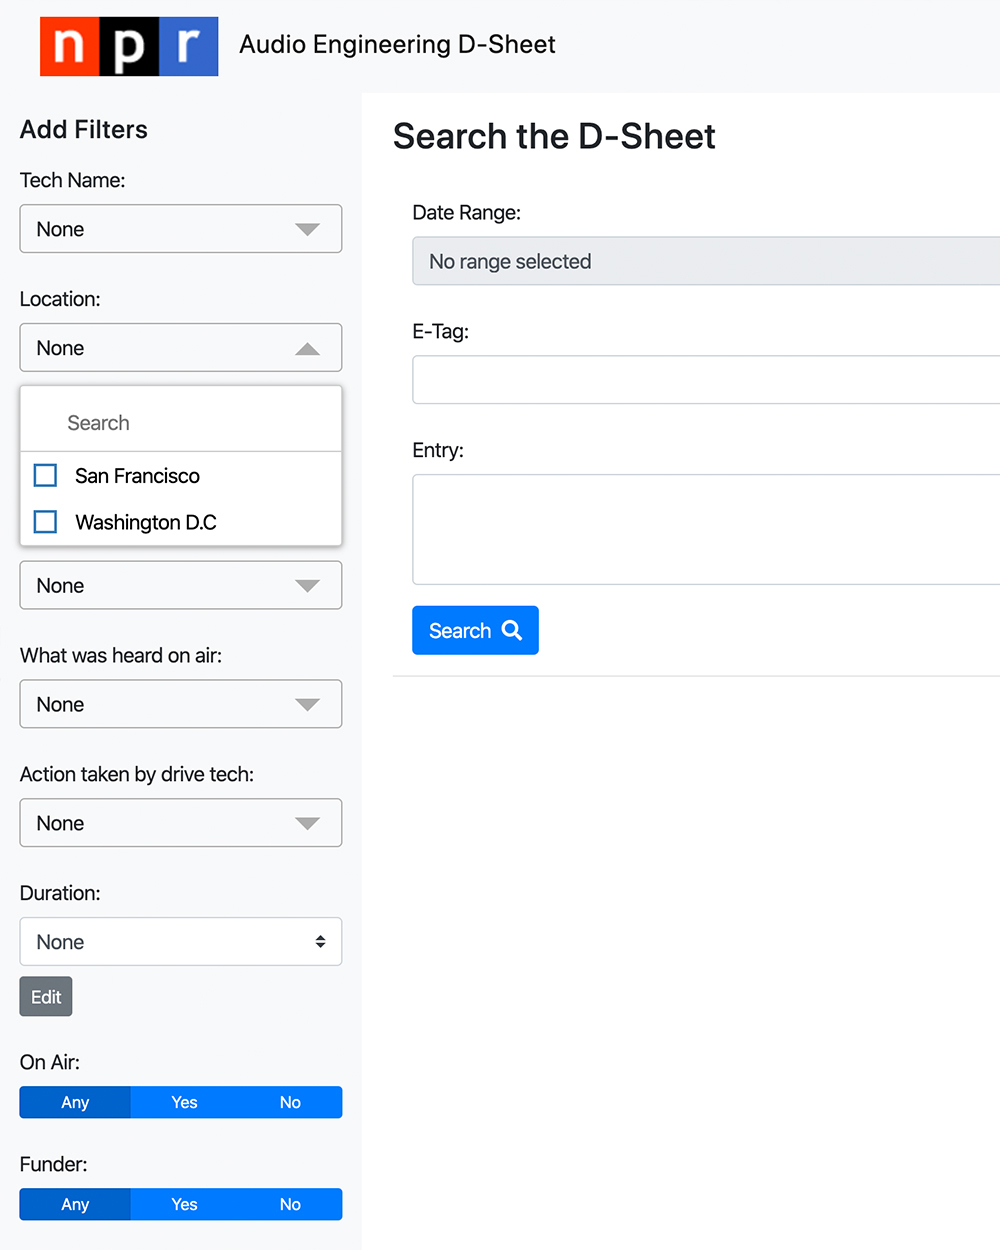 npr Audio Engineering D-Sheet
Add Filters
Tech Name:
None
Location:
None
Search
San Francisco
Washington D.C
None
What was heard on air:
None
Action taken by drive tech:
None
Duration:
None
Edit
On Air:
Any Yes No
Funder:
Any Yes No
Search the D-Sheet
Date Range:
No range selected
E-Tag:
Entry:
Search